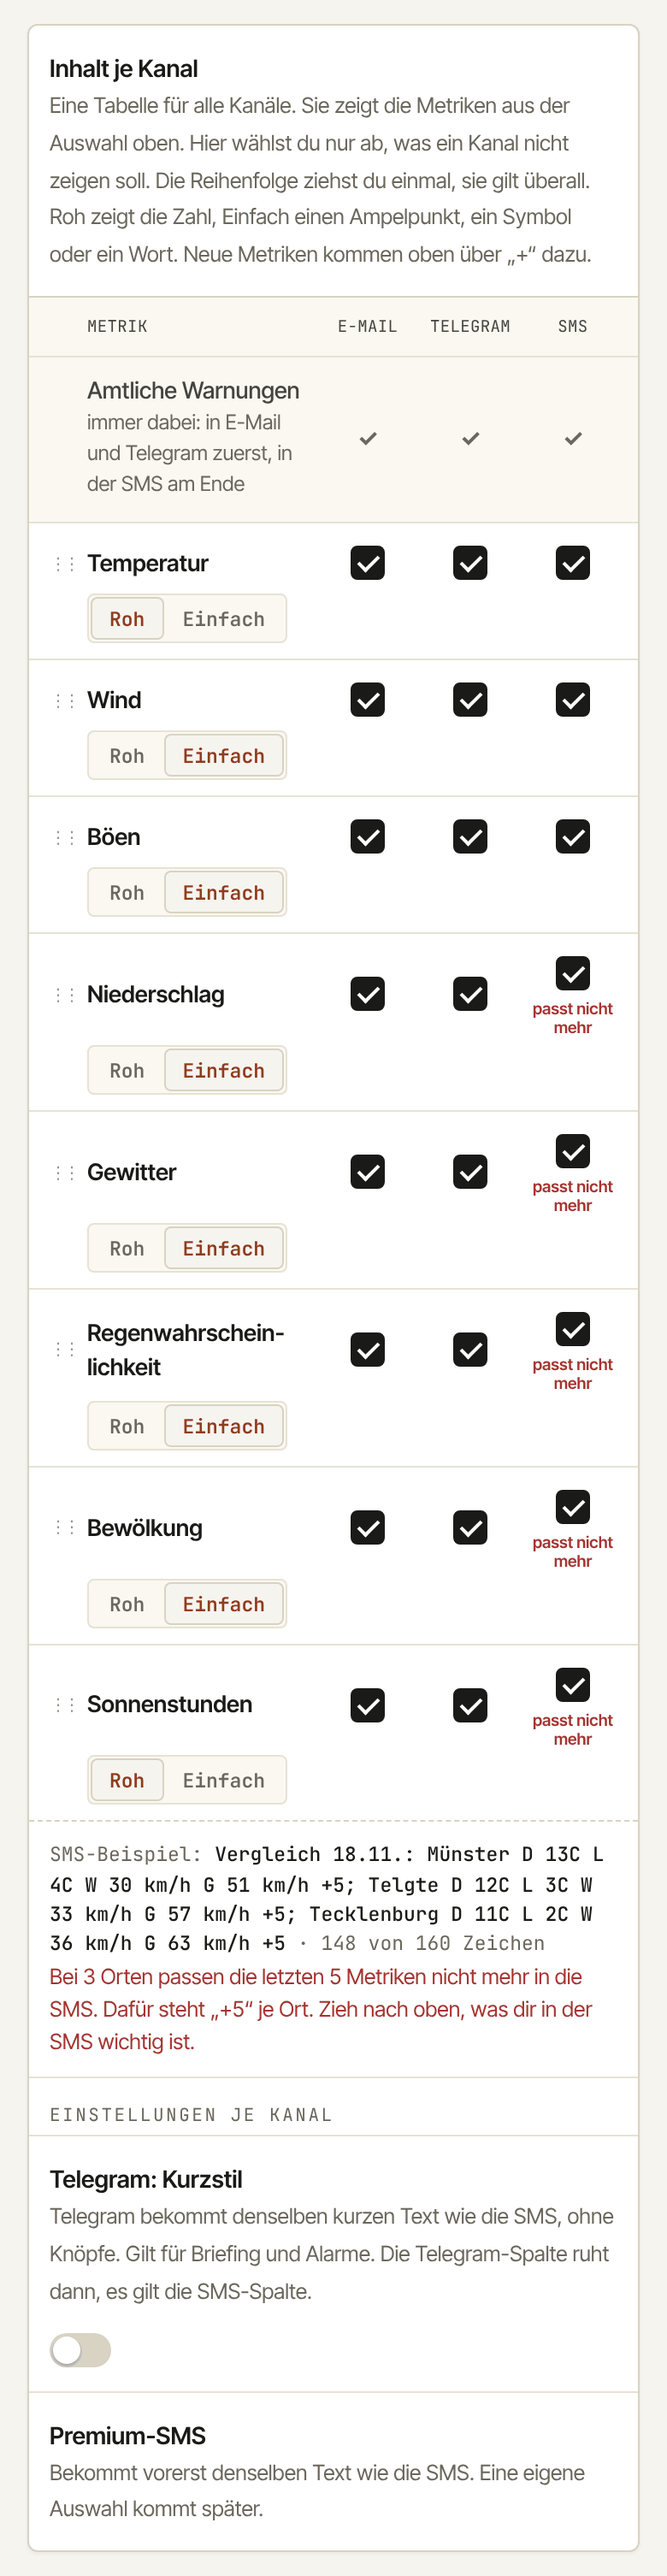 Inhalt je Kanal
Eine Tabelle für alle Kanäle. Sie zeigt die Metriken aus der
Auswahl oben. Hier wählst du nur ab, was ein Kanal nicht
zeigen soll. Die Reihenfolge ziehst du einmal, sie gilt überall.
Roh zeigt die Zahl, Einfach einen Ampelpunkt, ein Symbol
oder ein Wort. Neue Metriken kommen oben über „+“ dazu.
METRIK E-MAIL TELEGRAM SMS
Amtliche Warnungen
immer dabei: in E-Mail
und Telegram zuerst, in
der SMS am Ende
Temperatur
Roh Einfach
Wind
Roh Einfach
Böen
Roh Einfach
Niederschlag
passt nicht
mehr
Roh Einfach
Gewitter
passt nicht
mehr
Roh Einfach
Regenwahrschein-
lichkeit
passt nicht
mehr
Roh Einfach
Bewölkung
passt nicht
mehr
Roh Einfach
Sonnenstunden
passt nicht
mehr
Roh Einfach
SMS-Beispiel: Vergleich 18.11.: Münster D 13C L
4C W 30 km/h G 51 km/h +5; Telgte D 12C L 3C W
33 km/h G 57 km/h +5; Tecklenburg D 11C L 2C W
36 km/h G 63 km/h +5 · 148 von 160 Zeichen
Bei 3 Orten passen die letzten 5 Metriken nicht mehr in die
SMS. Dafür steht „+5“ je Ort. Zieh nach oben, was dir in der
SMS wichtig ist.
EINSTELLUNGEN JE KANAL
Telegram: Kurzstil
Telegram bekommt denselben kurzen Text wie die SMS, ohne
Knöpfe. Gilt für Briefing und Alarme. Die Telegram-Spalte ruht
dann, es gilt die SMS-Spalte.
Premium-SMS
Bekommt vorerst denselben Text wie die SMS. Eine eigene
Auswahl kommt später.